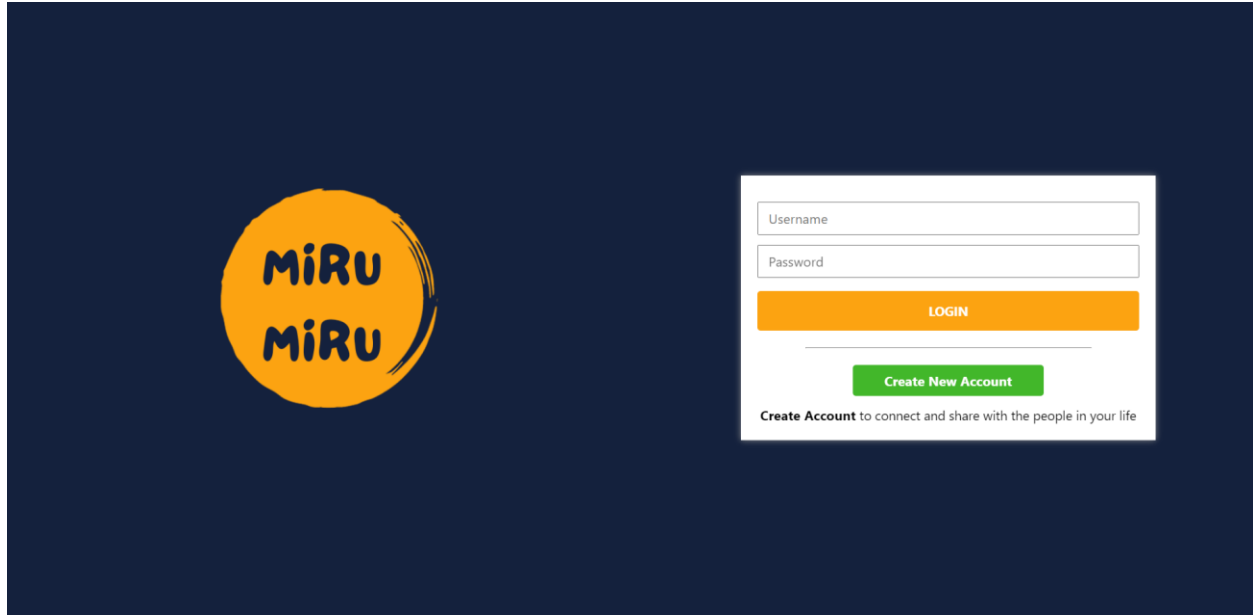 MiRU
MiRU
Username
Password
LOGIN
Create New Account
Create Account to connect and share with the people in your life